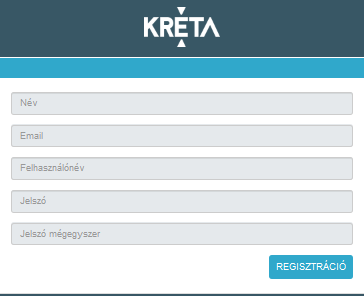 KRÉTA
Név
Email
Felhasználónév
Jelszó
Jelszó mégegyszer
REGISZTRÁCIÓ